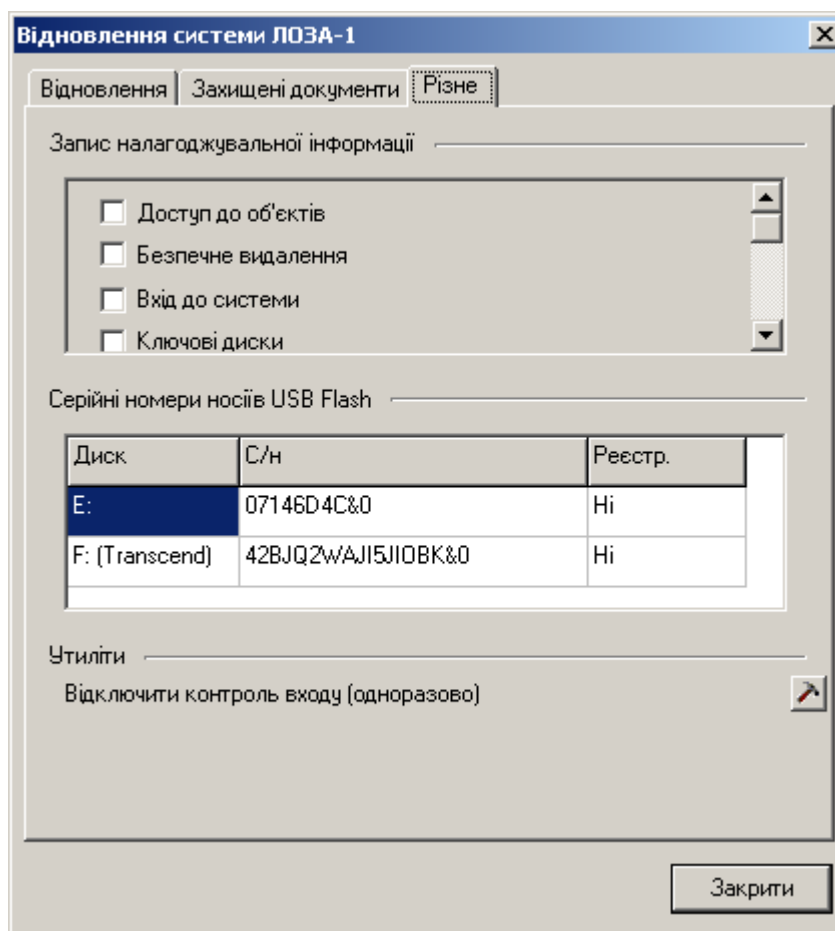 Відновлення системи ЛОЗА-1
Відновлення Захищені документи Різне
Запис налагоджувальної інформації
Доступ до об'єктів
Безпечне видалення
Вхід до системи
Ключові диски
Серійні номери носіїв USB Flash
Диск С/н Реєстр.
E: 07146D4C&0 Ні
F: (Transcend) 42BJQ2WAJI5JIOBK&0 Ні
Утиліти
Відключити контроль входу (одноразово)
Закрити